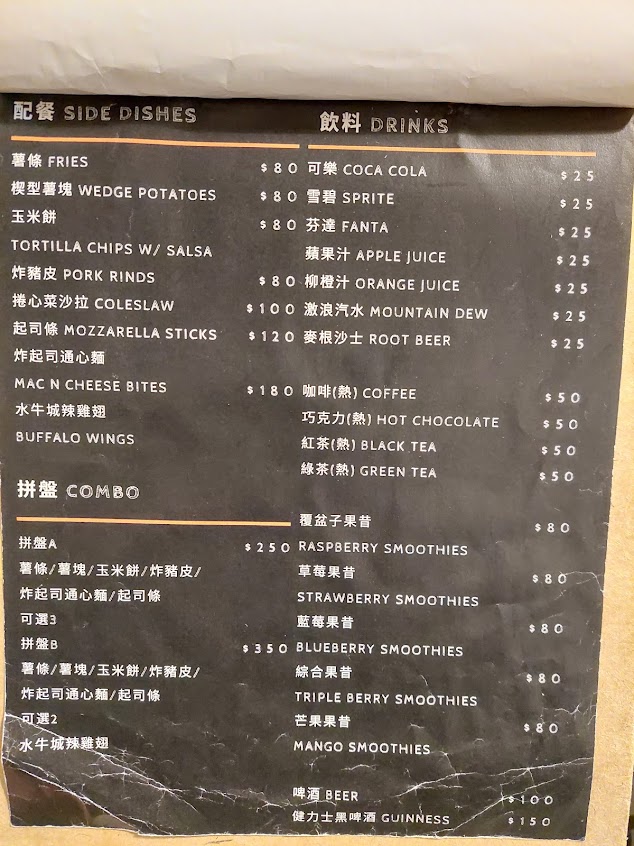 配餐 SIDE DISHES
薯條 FRIES $80
楔型薯塊 WEDGE POTATOES $80
玉米餅 $80
TORTILLA CHIPS W/ SALSA
炸豬皮 PORK RINDS $80
捲心菜沙拉 COLESLAW $100
起司條 MOZZARELLA STICKS $120
炸起司通心麵
MAC N CHEESE BITES $180
水牛城辣雞翅
BUFFALO WINGS
拼盤 COMBO
拼盤A $250
薯條/薯塊/玉米餅/炸豬皮/
炸起司通心麵/起司條
可選3
拼盤B $350
薯條/薯塊/玉米餅/炸豬皮/
炸起司通心麵/起司條
可選2
水牛城辣雞翅
飲料 DRINKS
可樂 COCA COLA $25
雪碧 SPRITE $25
芬達 FANTA $25
蘋果汁 APPLE JUICE $25
柳橙汁 ORANGE JUICE $25
激浪汽水 MOUNTAIN DEW $25
麥根沙士 ROOT BEER $25
咖啡(熱) COFFEE $50
巧克力(熱) HOT CHOCOLATE $50
紅茶(熱) BLACK TEA $50
綠茶(熱) GREEN TEA $50
覆盆子果昔 $80
RASPBERRY SMOOTHIES
草莓果昔 $80
STRAWBERRY SMOOTHIES
藍莓果昔 $80
BLUEBERRY SMOOTHIES
綜合果昔 $80
TRIPLE BERRY SMOOTHIES
芒果果昔 $80
MANGO SMOOTHIES
啤酒 BEER $100
健力士黑啤酒 GUINNESS $150